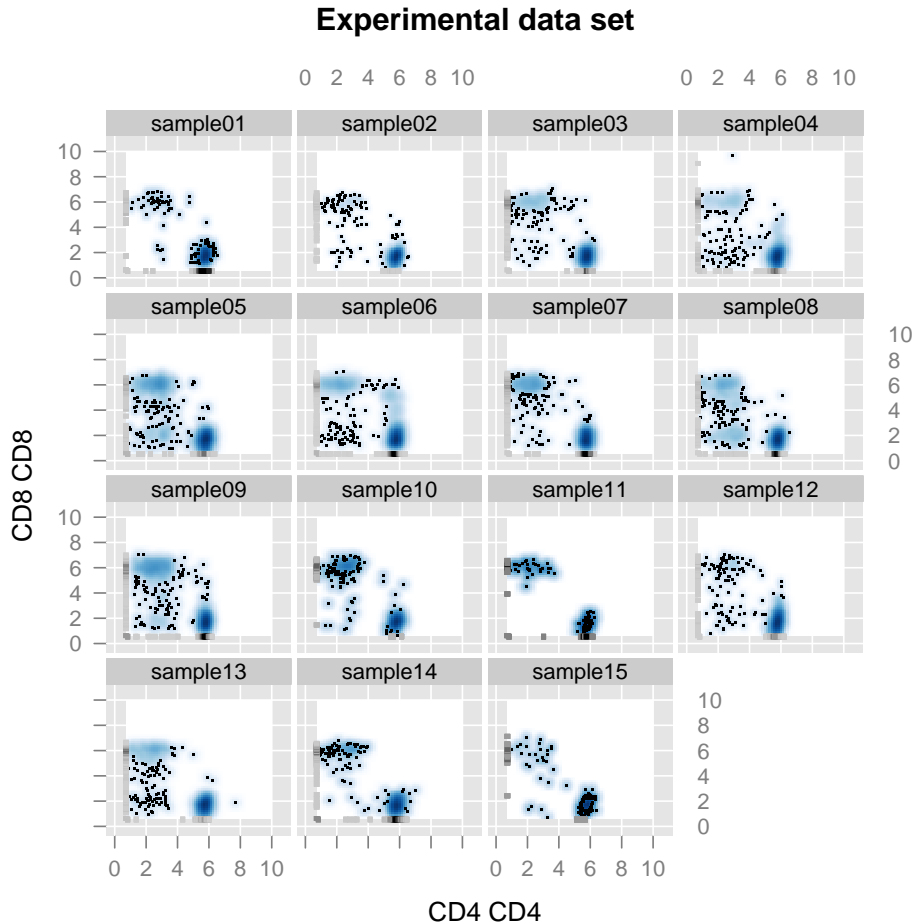 Experimental data set
0 2 4 6 8 10 0 2 4 6 8 10
sample01 sample02 sample03 sample04
10
8
6
4
2
0
sample05 sample06 sample07 sample08
10
8
6
4
2
0
CD8 CD8
sample09 sample10 sample11 sample12
10
8
6
4
2
0
sample13 sample14 sample15
10
8
6
4
2
0
0 2 4 6 8 10 0 2 4 6 8 10
CD4 CD4